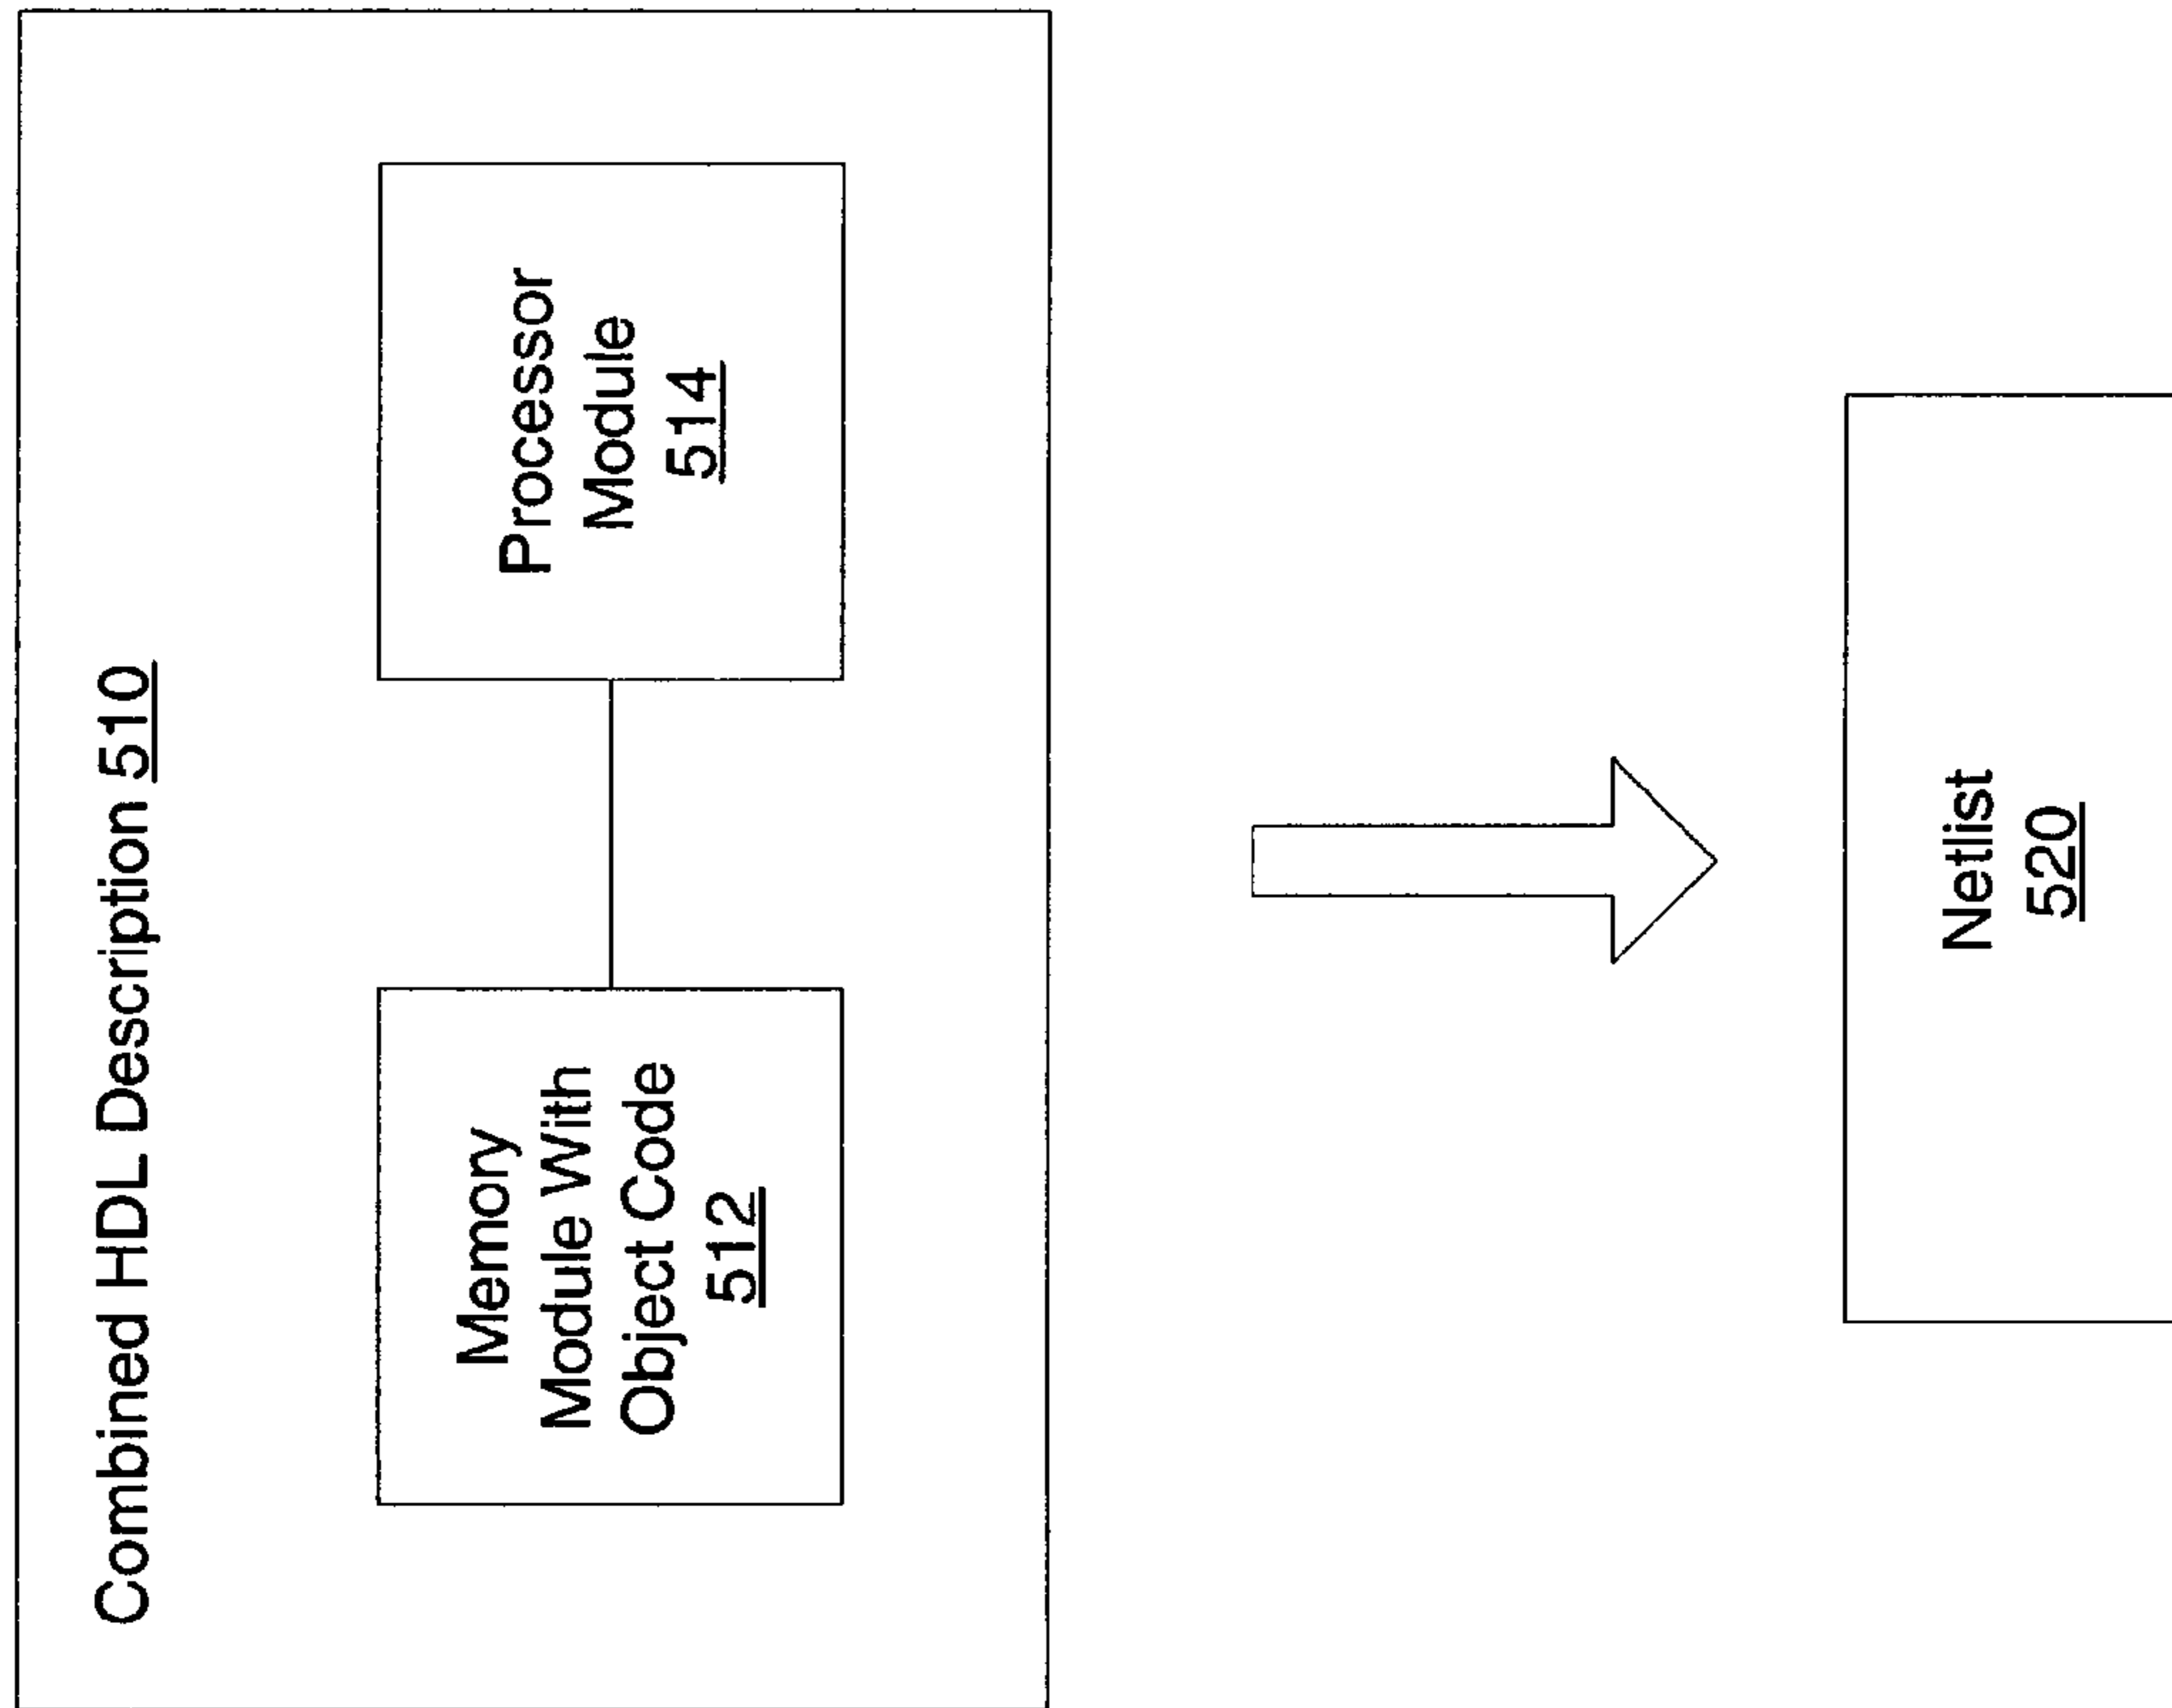 Combined HDL Description 510
Memory
Module With
Object Code
512
Processor
Module
514
Netlist
520